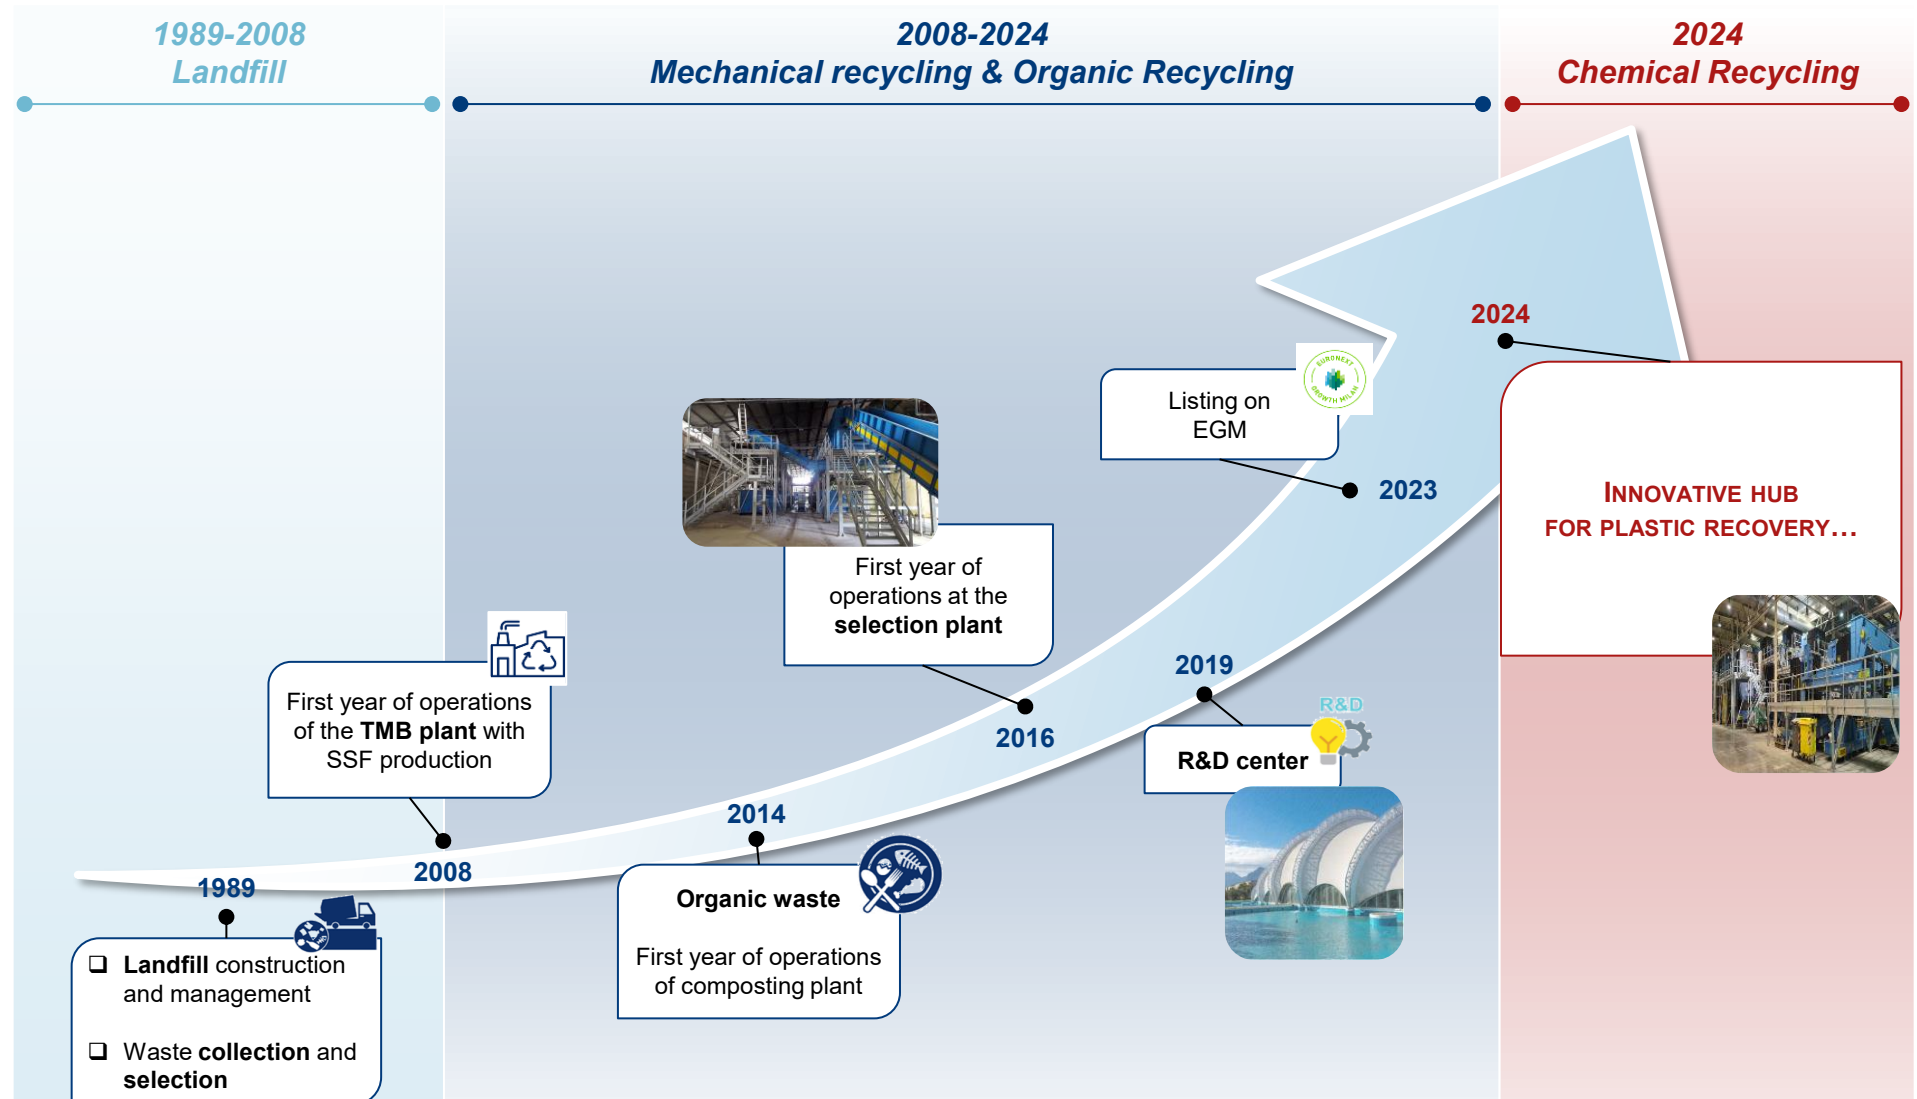 1989-2008
Landfill
2008-2024
Mechanical recycling & Organic Recycling
2024
Chemical Recycling
1989
❑ Landfill construction
and management
❑ Waste collection and
selection
First year of operations
of the TMB plant with
SSF production
2008
2014
Organic waste
First year of operations
of composting plant
First year of
operations at the
selection plant
2016
2019
R&D
R&D center
EURONEXT
GROWTH MILAN
Listing on
EGM
2023
2024
INNOVATIVE HUB
FOR PLASTIC RECOVERY...